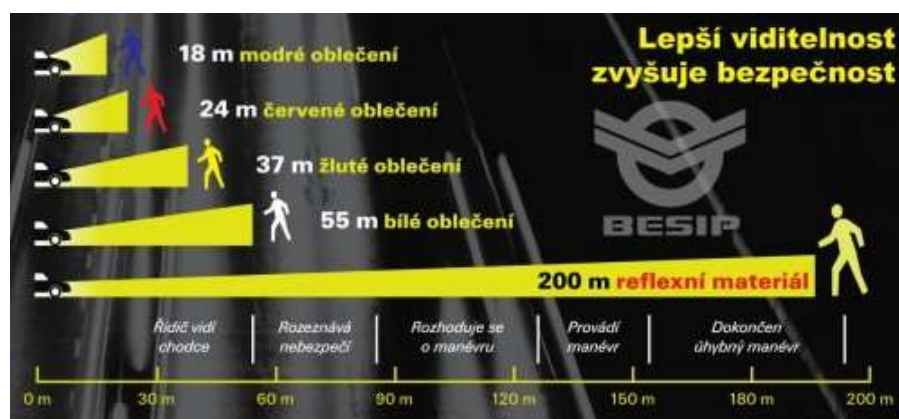 Lepší viditelnost
zvyšuje bezpečnost
18 m modré oblečení
24 m červené oblečení
37 m žluté oblečení
55 m bílé oblečení
BESIP
200 m reflexní materiál
Řidič vidí
chodce
Rozeznává
nebezpečí
Rozhoduje se
o manévru
Provádí
manévr
Dokončen
úhybný manévr
0 m 30 m 60 m 90 m 120 m 150 m 180 m 200 m